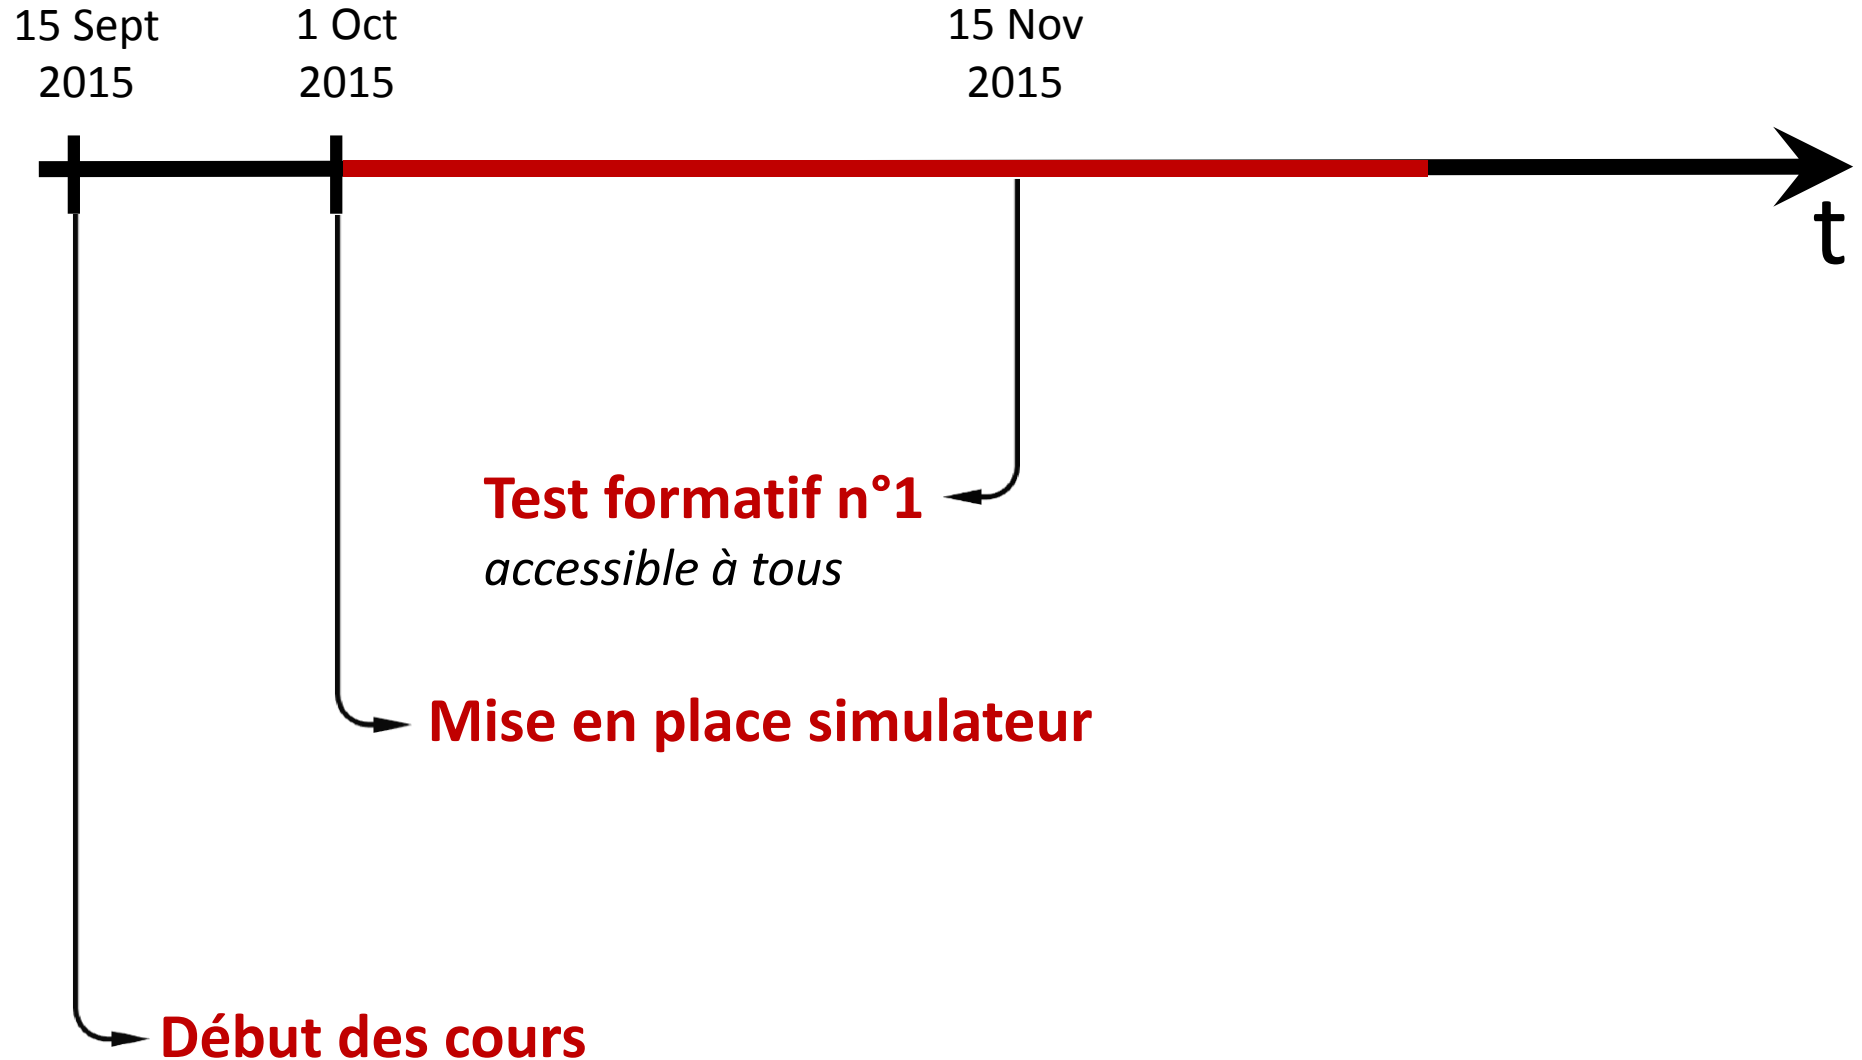 15 Sept
2015
1 Oct
2015
15 Nov
2015
t
Test formatif n°1
accessible à tous
Mise en place simulateur
Début des cours